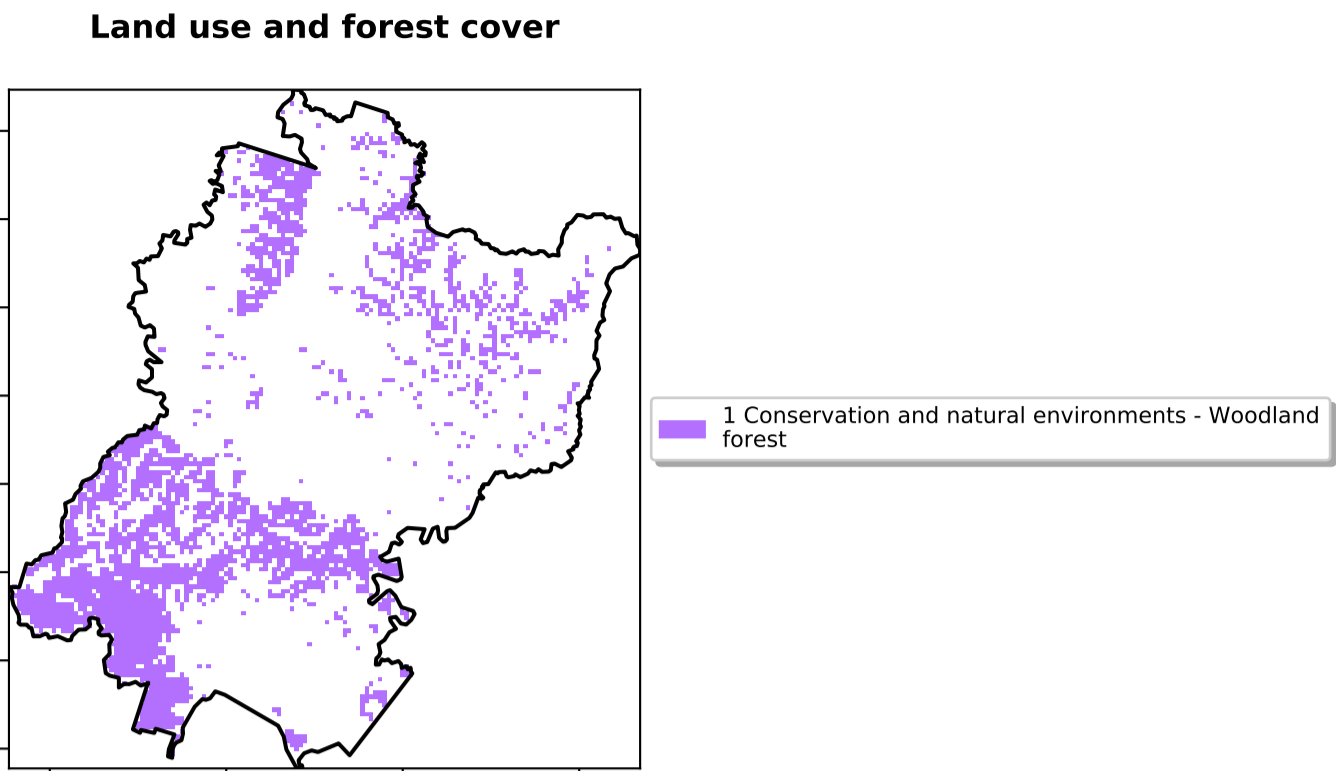 Land use and forest cover
1 Conservation and natural environments - Woodland
forest